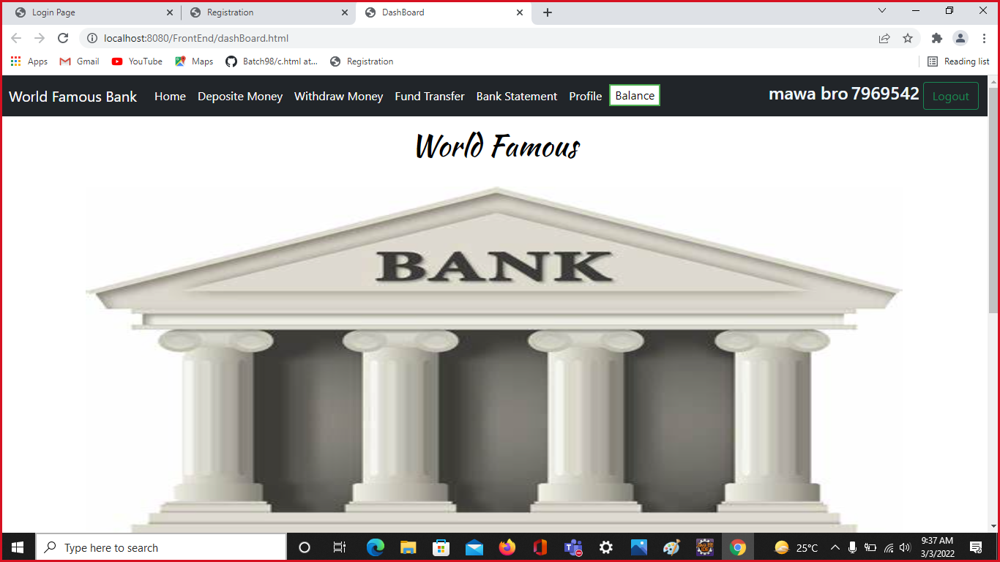 Login Page
Registration
DashBoard
localhost:8080/FrontEnd/dashBoard.html
Apps
Gmail
YouTube
Maps
Batch98/c.html at...
Registration
Reading list
World Famous Bank
Home
Deposite Money
Withdraw Money
Fund Transfer
Bank Statement
Profile
Balance
mawa bro 7969542
Logout
World Famous
BANK
Type here to search
25°C
9:37 AM
3/3/2022